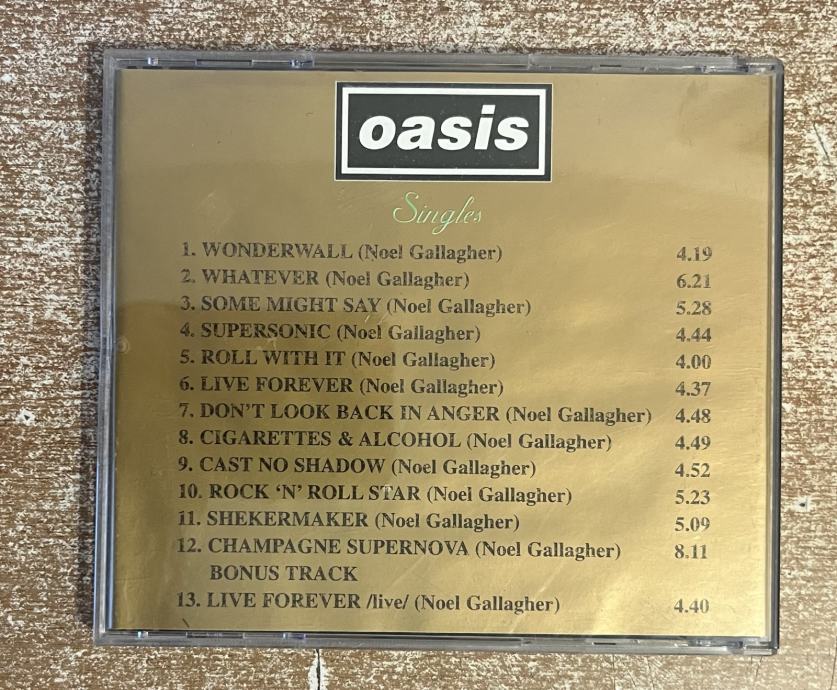 oasis
Singles
1. WONDERWALL (Noel Gallagher) 4.19
2. WHATEVER (Noel Gallagher) 6.21
3. SOME MIGHT SAY (Noel Gallagher) 5.28
4. SUPERSONIC (Noel Gallagher) 4.44
5. ROLL WITH IT (Noel Gallagher) 4.00
6. LIVE FOREVER (Noel Gallagher) 4.37
7. DON'T LOOK BACK IN ANGER (Noel Gallagher) 4.48
8. CIGARETTES & ALCOHOL (Noel Gallagher) 4.49
9. CAST NO SHADOW (Noel Gallagher) 4.52
10. ROCK 'N' ROLL STAR (Noel Gallagher) 5.23
11. SHEKERMAKER (Noel Gallagher) 5.09
12. CHAMPAGNE SUPERNOVA (Noel Gallagher) 8.11
BONUS TRACK
13. LIVE FOREVER /live/ (Noel Gallagher) 4.40